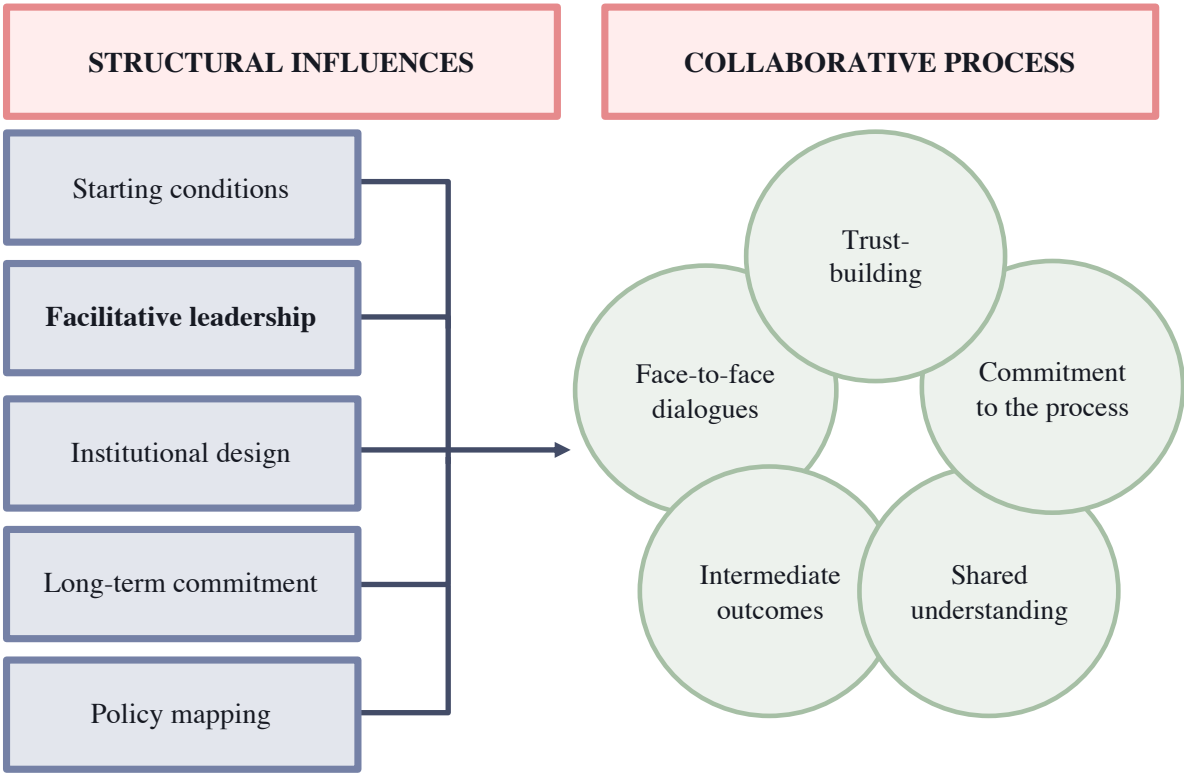 STRUCTURAL INFLUENCES
COLLABORATIVE PROCESS
Starting conditions
Facilitative leadership
Institutional design
Long-term commitment
Policy mapping
Trust-
building
Face-to-face
dialogues
Commitment
to the process
Intermediate
outcomes
Shared
understanding